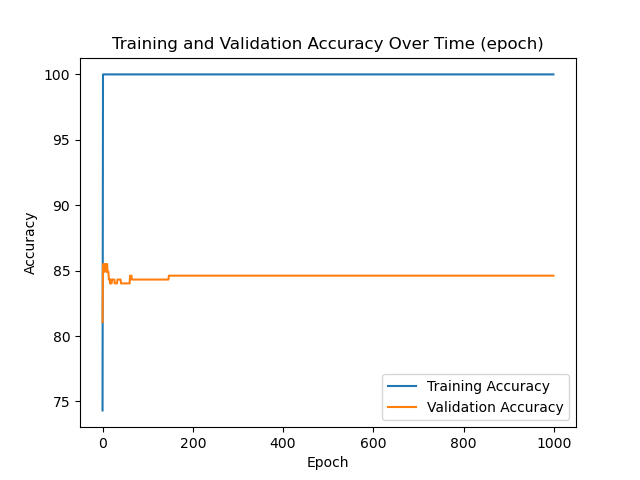 Training and Validation Accuracy Over Time (epoch)
100
95
90
85
80
75
Accuracy
0
200
400
600
800
1000
Epoch
Training Accuracy
Validation Accuracy